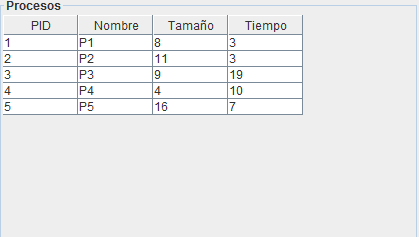 Procesos
PID Nombre Tamaño Tiempo
1 P1 8 3
2 P2 11 3
3 P3 9 19
4 P4 4 10
5 P5 16 7